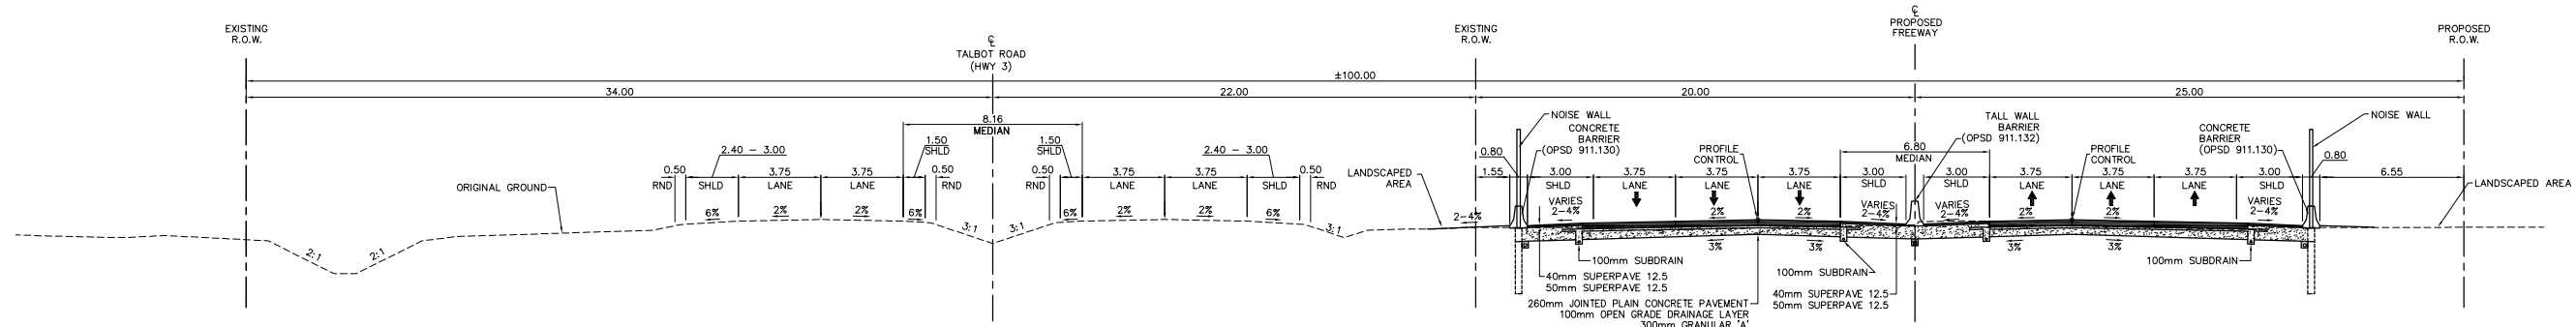 EXISTING
R.O.W.
℄
TALBOT ROAD
(HWY 3)
EXISTING
R.O.W.
℄
PROPOSED
FREEWAY
PROPOSED
R.O.W.
±100.00
34.00
22.00
20.00
25.00
8.16
MEDIAN
1.50
SHLD
1.50
SHLD
2.40 - 3.00
2.40 - 3.00
0.50
RND
SHLD
3.75
LANE
3.75
LANE
0.50
RND
0.50
RND
3.75
LANE
3.75
LANE
SHLD
0.50
RND
ORIGINAL GROUND
6%
2%
2%
6%
6%
2%
2%
6%
2:1
2:1
3:1
3:1
3:1
LANDSCAPED
AREA
2-4%
NOISE WALL
CONCRETE
BARRIER
(OPSD 911.130)
0.80
1.55
3.00
SHLD
3.75
LANE
3.75
LANE
3.75
LANE
3.00
SHLD
PROFILE
CONTROL
6.80
MEDIAN
TALL WALL
BARRIER
(OPSD 911.132)
3.00
SHLD
3.75
LANE
3.75
LANE
3.75
LANE
3.00
SHLD
PROFILE
CONTROL
CONCRETE
BARRIER
(OPSD 911.130)
NOISE WALL
0.80
6.55
LANDSCAPED AREA
VARIES
2-4%
2%
2%
VARIES
2-4%
VARIES
2-4%
2%
2%
VARIES
2-4%
3%
3%
3%
3%
100mm SUBDRAIN
40mm SUPERPAVE 12.5
50mm SUPERPAVE 12.5
260mm JOINTED PLAIN CONCRETE PAVEMENT
100mm OPEN GRADE DRAINAGE LAYER
300mm GRANULAR 'A'
100mm SUBDRAIN
40mm SUPERPAVE 12.5
50mm SUPERPAVE 12.5
100mm SUBDRAIN